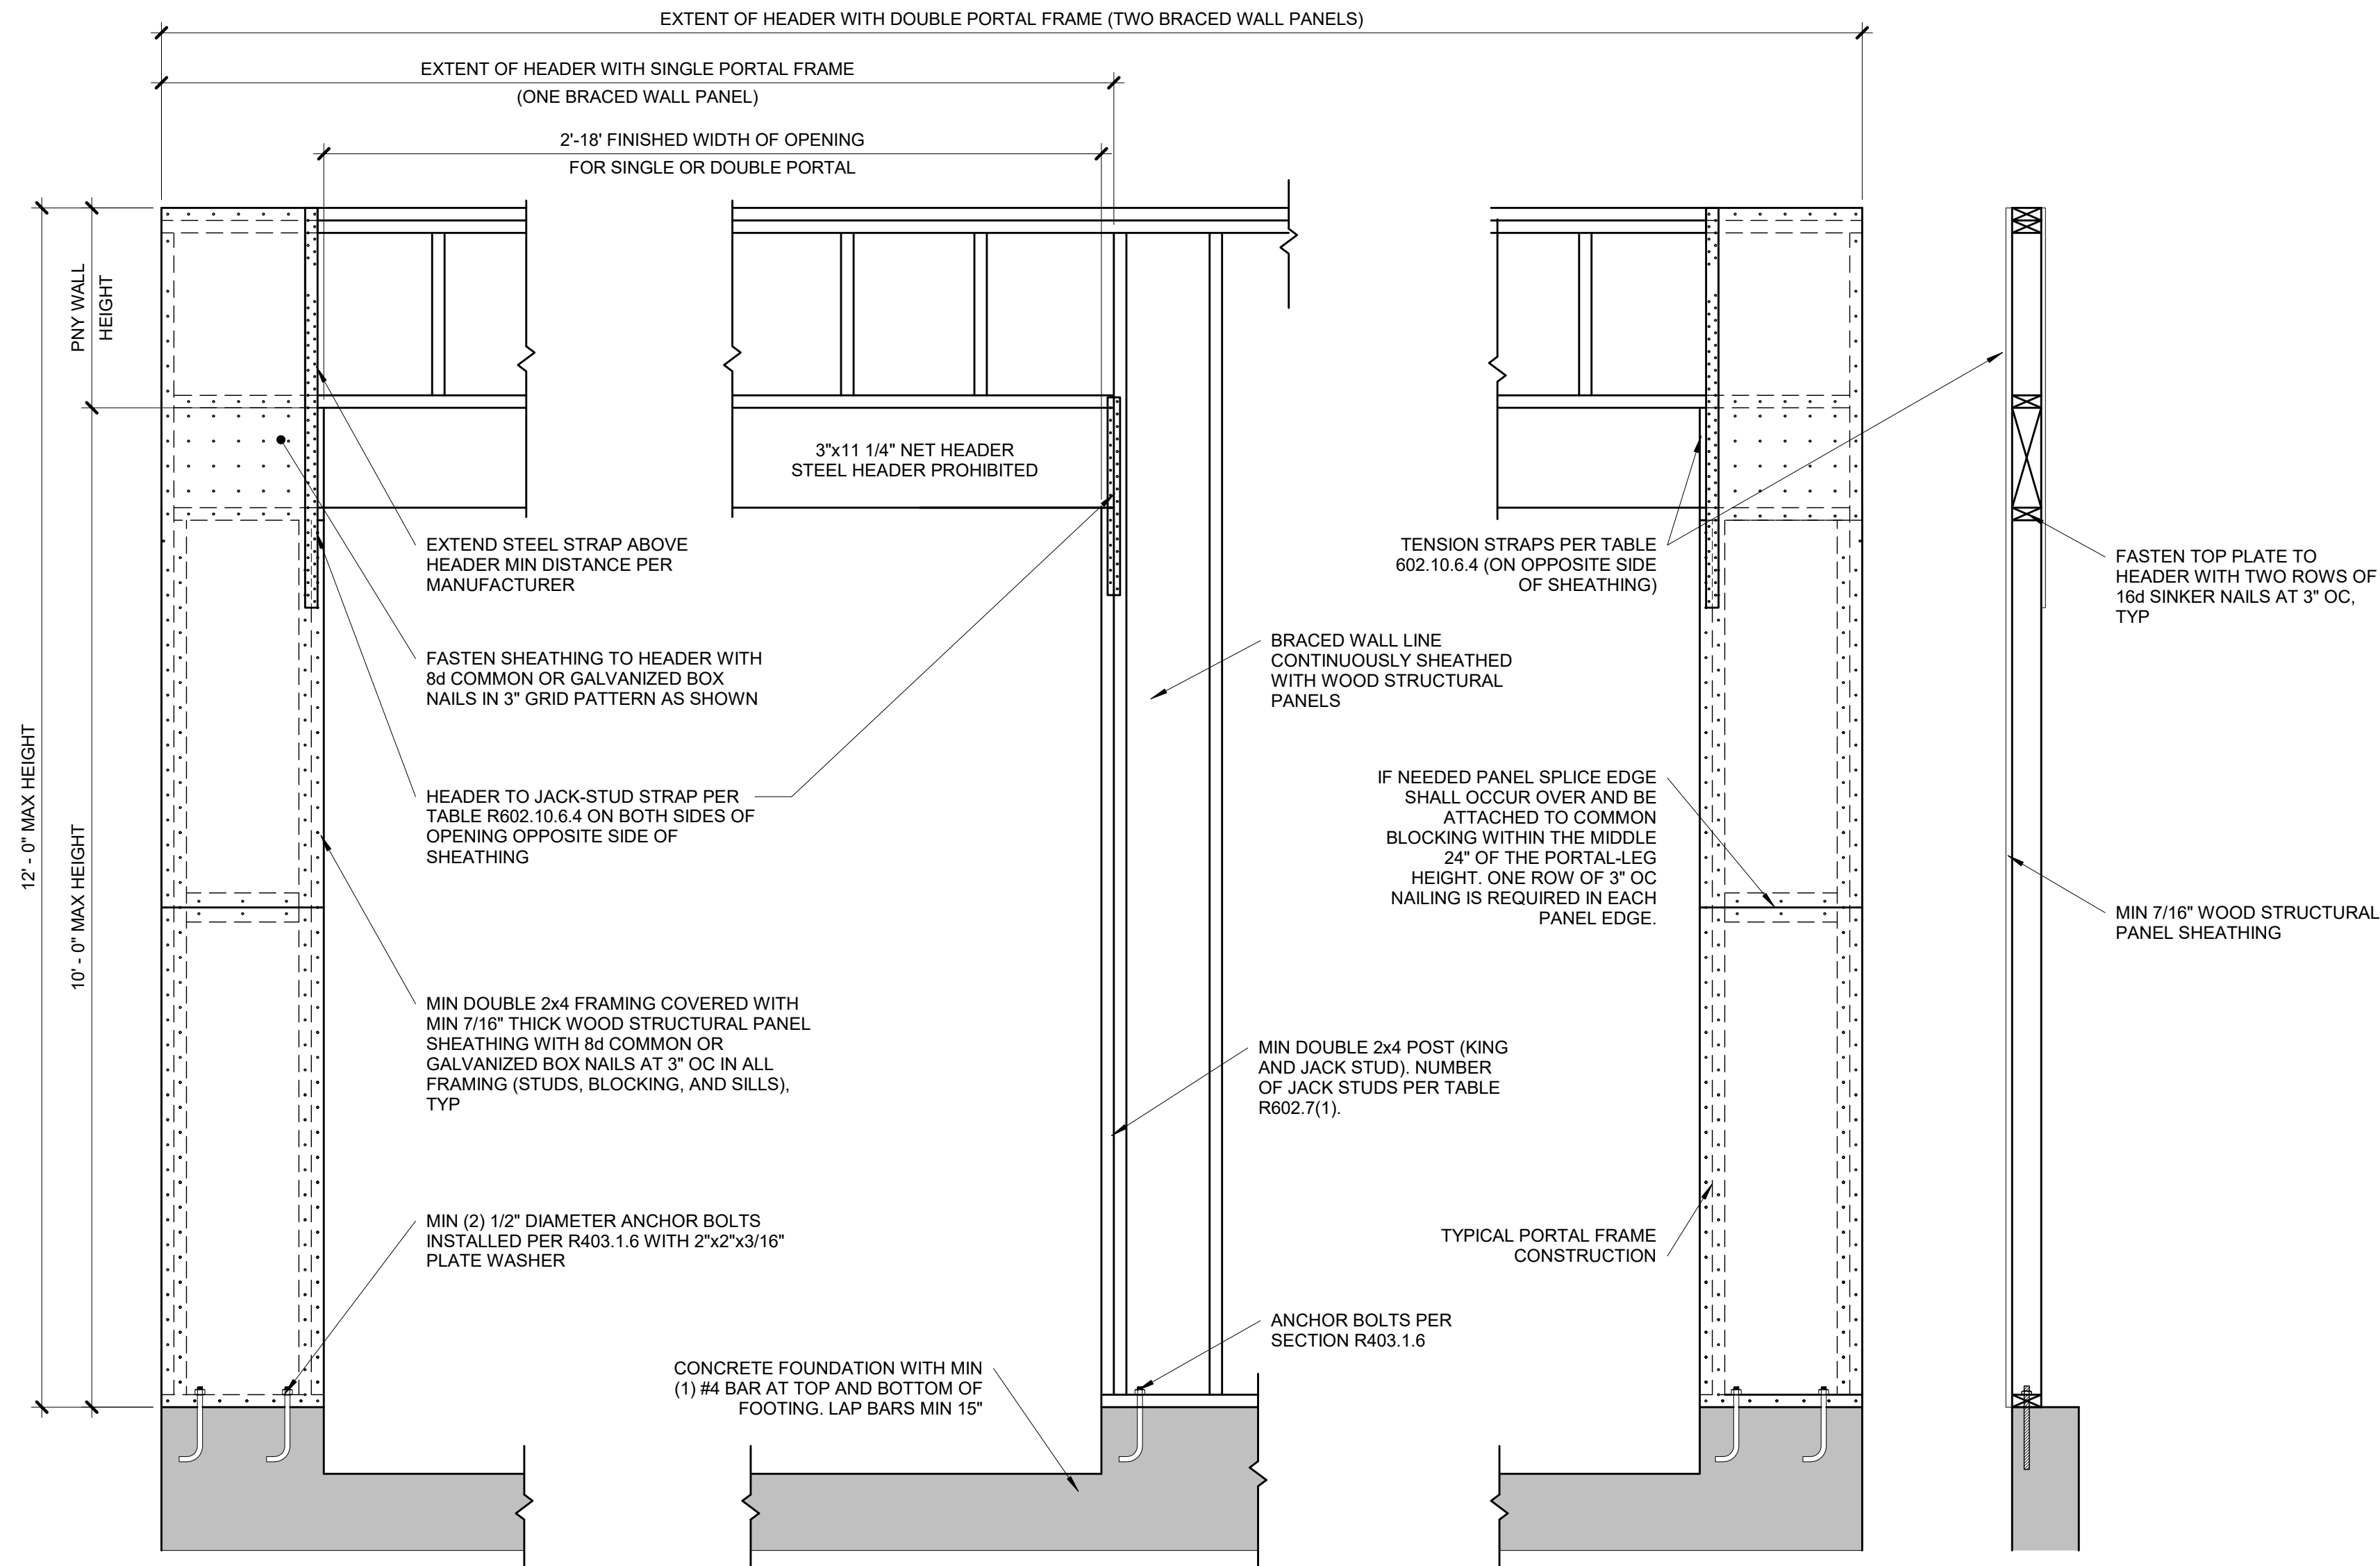 EXTENT OF HEADER WITH DOUBLE PORTAL FRAME (TWO BRACED WALL PANELS)
EXTENT OF HEADER WITH SINGLE PORTAL FRAME
(ONE BRACED WALL PANEL)
2'-18' FINISHED WIDTH OF OPENING
FOR SINGLE OR DOUBLE PORTAL
PNY WALL
HEIGHT
12' - 0" MAX HEIGHT
10' - 0" MAX HEIGHT
3"x11 1/4" NET HEADER
STEEL HEADER PROHIBITED
EXTEND STEEL STRAP ABOVE
HEADER MIN DISTANCE PER
MANUFACTURER
FASTEN SHEATHING TO HEADER WITH
8d COMMON OR GALVANIZED BOX
NAILS IN 3" GRID PATTERN AS SHOWN
HEADER TO JACK-STUD STRAP PER
TABLE R602.10.6.4 ON BOTH SIDES OF
OPENING OPPOSITE SIDE OF
SHEATHING
MIN DOUBLE 2x4 FRAMING COVERED WITH
MIN 7/16" THICK WOOD STRUCTURAL PANEL
SHEATHING WITH 8d COMMON OR
GALVANIZED BOX NAILS AT 3" OC IN ALL
FRAMING (STUDS, BLOCKING, AND SILLS),
TYP
MIN (2) 1/2" DIAMETER ANCHOR BOLTS
INSTALLED PER R403.1.6 WITH 2"x2"x3/16"
PLATE WASHER
CONCRETE FOUNDATION WITH MIN
(1) #4 BAR AT TOP AND BOTTOM OF
FOOTING. LAP BARS MIN 15"
BRACED WALL LINE
CONTINUOUSLY SHEATHED
WITH WOOD STRUCTURAL
PANELS
MIN DOUBLE 2x4 POST (KING
AND JACK STUD). NUMBER
OF JACK STUDS PER TABLE
R602.7(1).
ANCHOR BOLTS PER
SECTION R403.1.6
TENSION STRAPS PER TABLE
602.10.6.4 (ON OPPOSITE SIDE
OF SHEATHING)
IF NEEDED PANEL SPLICE EDGE
SHALL OCCUR OVER AND BE
ATTACHED TO COMMON
BLOCKING WITHIN THE MIDDLE
24" OF THE PORTAL-LEG
HEIGHT. ONE ROW OF 3" OC
NAILING IS REQUIRED IN EACH
PANEL EDGE.
TYPICAL PORTAL FRAME
CONSTRUCTION
FASTEN TOP PLATE TO
HEADER WITH TWO ROWS OF
16d SINKER NAILS AT 3" OC,
TYP
MIN 7/16" WOOD STRUCTURAL
PANEL SHEATHING